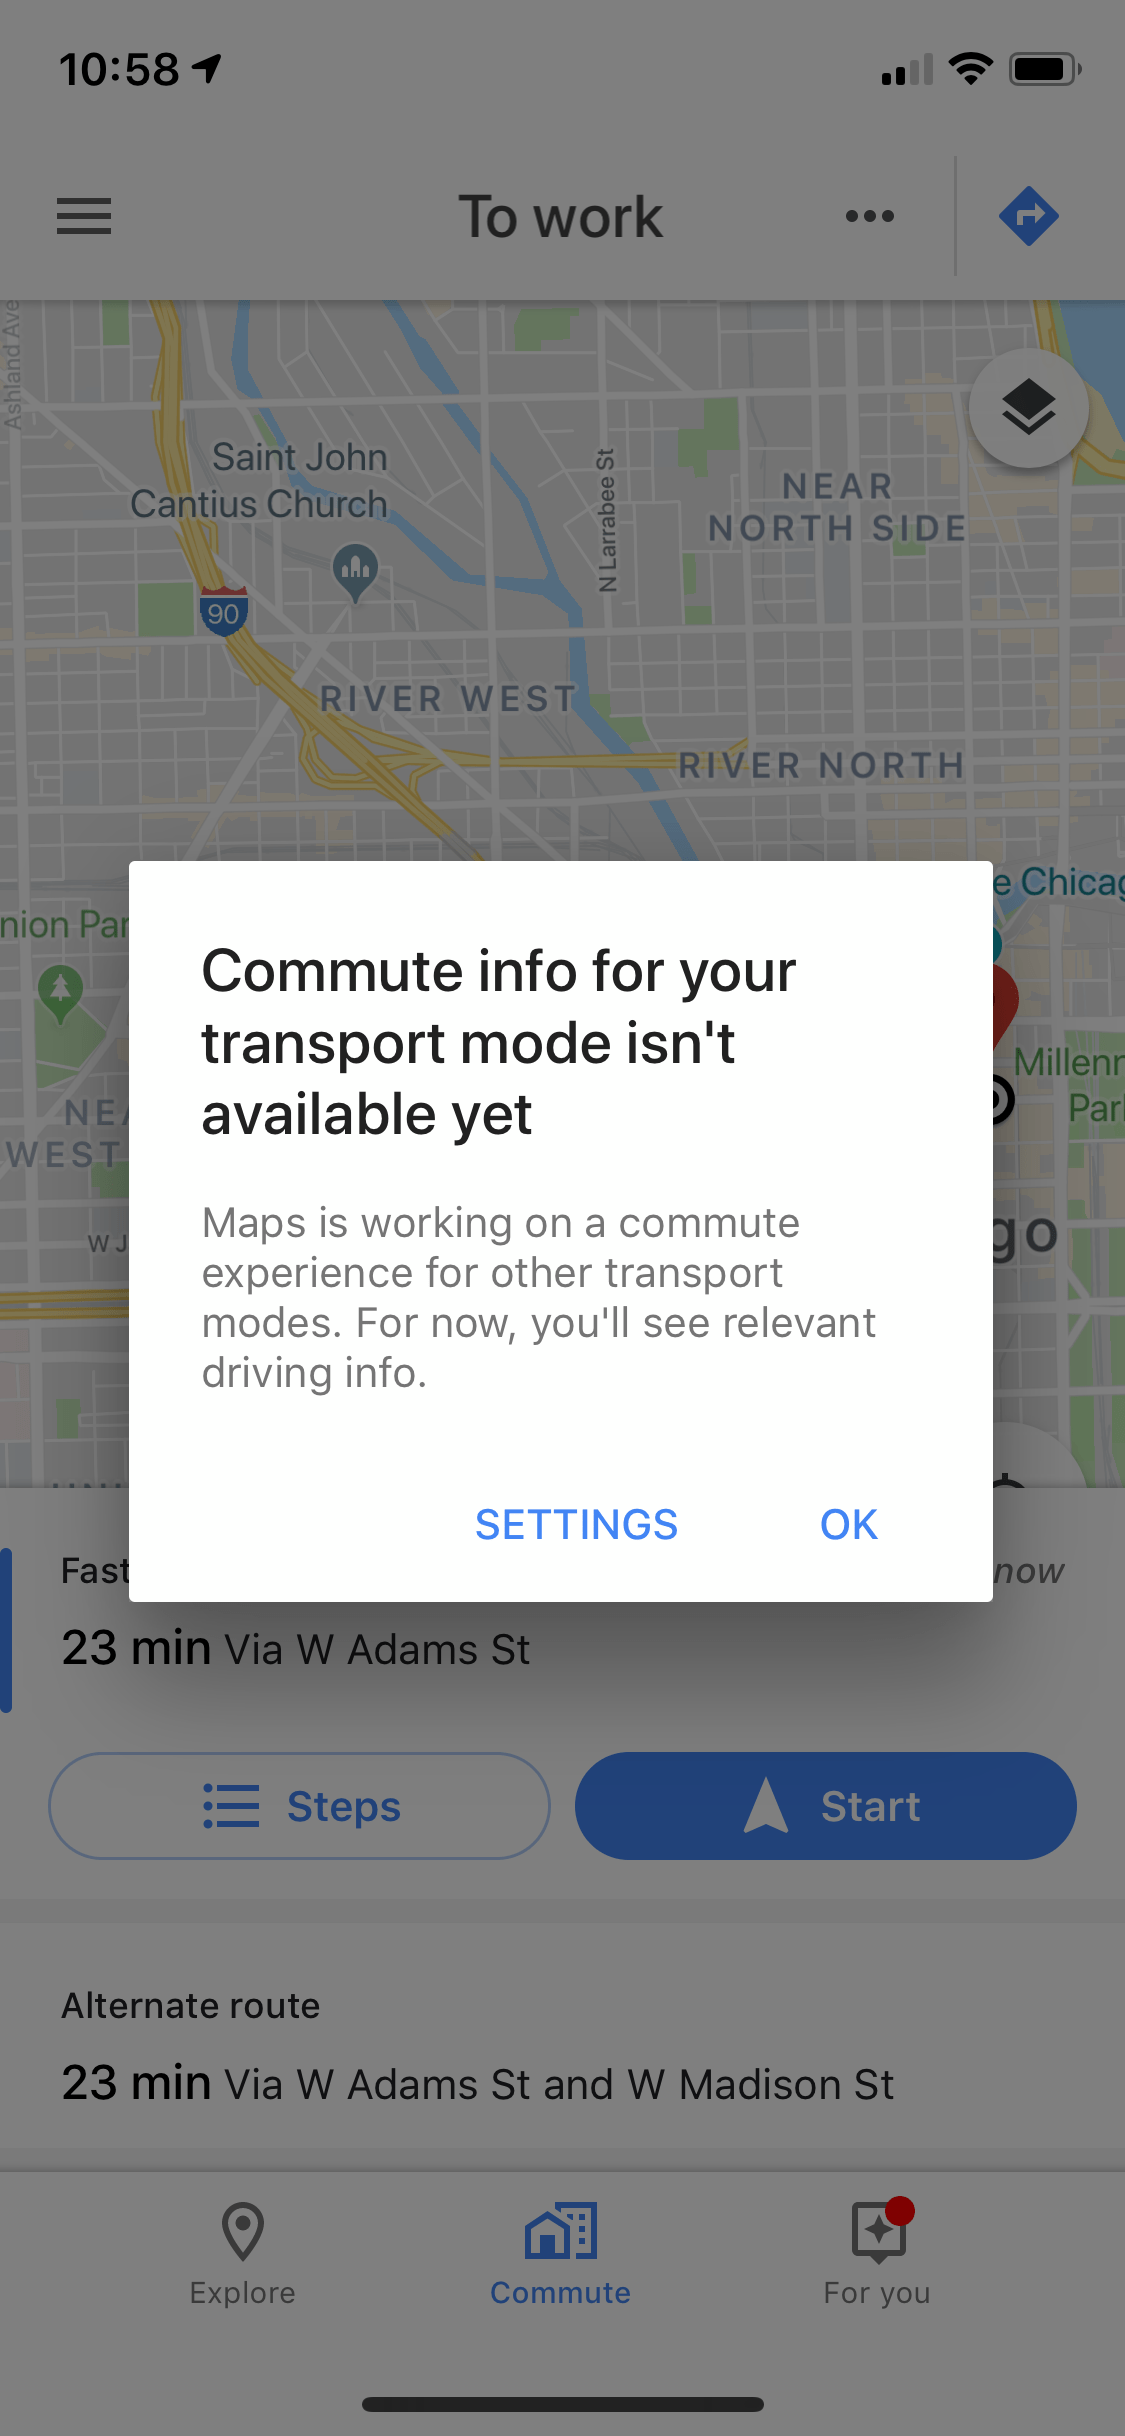 10:58
To work
Ashland Ave
Saint John
Cantius Church
N Larrabee St
NEAR
NORTH SIDE
90
RIVER WEST
RIVER NORTH
e Chicag
nion Par
Commute info for your
transport mode isn't
available yet
Millenn
Par
NEA
WEST
W J
go
Maps is working on a commute
experience for other transport
modes. For now, you'll see relevant
driving info.
SETTINGS
OK
Fast
now
23 min Via W Adams St
Steps
Start
Alternate route
23 min Via W Adams St and W Madison St
Explore
Commute
For you